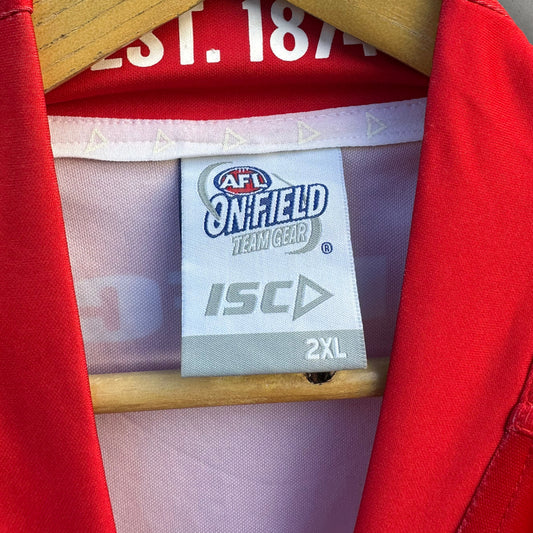 EST. 1874
AFL
ON-FIELD
TEAM GEAR
®
ISC
2XL